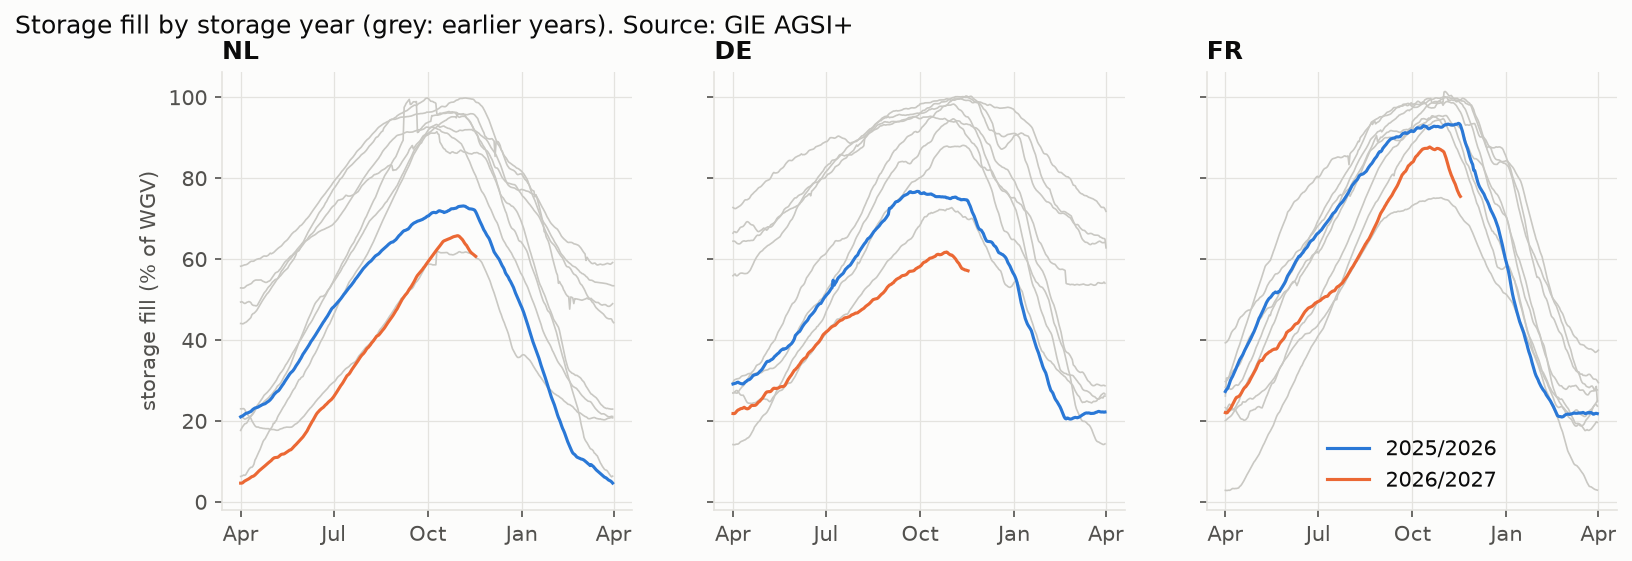 Storage fill by storage year (grey: earlier years). Source: GIE AGSI+
NL
DE
FR
storage fill (% of WGV)
100
80
60
40
20
0
Apr Jul Oct Jan Apr
Apr Jul Oct Jan Apr
Apr Jul Oct Jan Apr
2025/2026
2026/2027